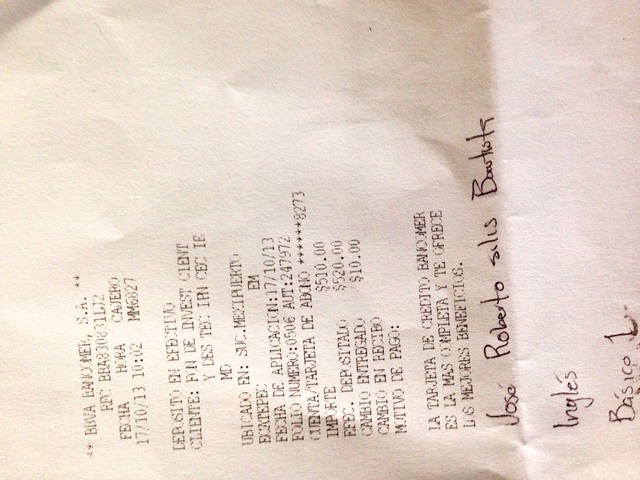 ** BBVA BANCOMER, S.A. **
RFC BBA830831LJ2
FECHA HORA CAJERO
17/10/13 10:02 MM6827
DEPOSITO EN EFECTIVO
CLIENTE: FON DE INVEST CIENT
Y DES TEC IPN CEC IE
MD
UBICADO EN: SUC.MEXIPUERTO
ECATEPEC EM
FECHA DE APLICACION:17/10/13
FOLIO NUMERO:0506 AUT:247972
CUENTA/TARJETA DE ABONO ******8273
IMPORTE $510.00
EFEC. DEPOSITADO $520.00
CAMBIO ENTREGADO $10.00
CAMBIO EN RECIBO
MOTIVO DE PAGO:
LA TARJETA DE CREDITO BANCOMER
ES LA MAS COMPLETA Y TE OFRECE
LOS MEJORES BENEFICIOS.
José Roberto silis Bautista
Inglés
Básico 1